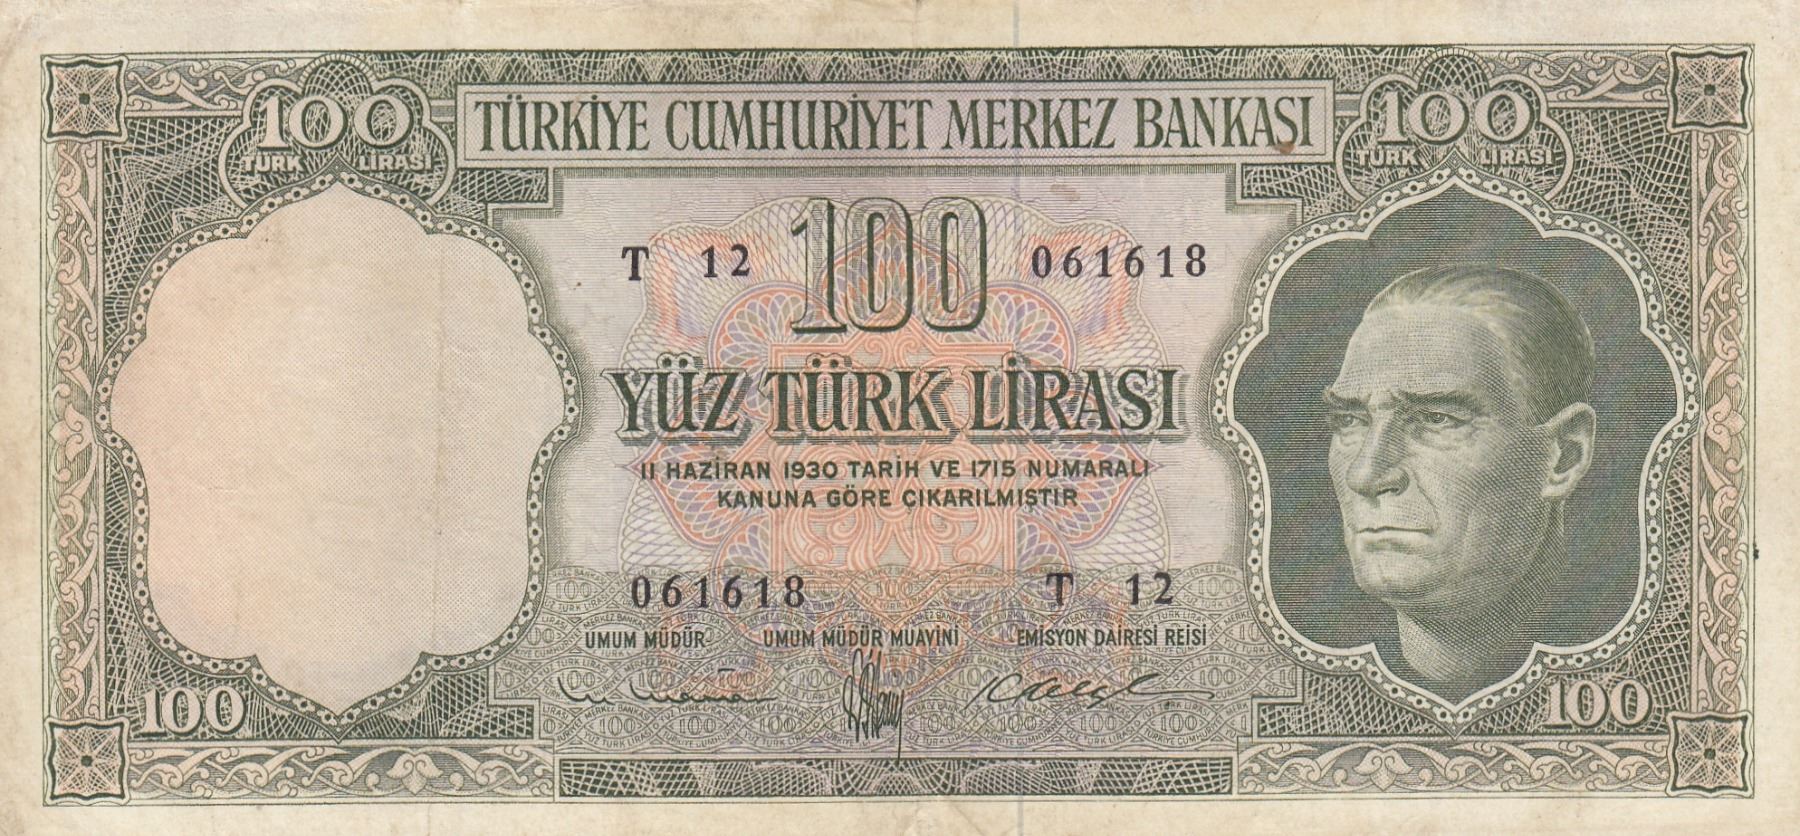 100
TÜRK LİRASI
TÜRKİYE CUMHURİYET MERKEZ BANKASI
100
TÜRK LİRASI
100
T 12 061618
YÜZ TÜRK LİRASI
11 HAZİRAN 1930 TARİH VE 1715 NUMARALI
KANUNA GÖRE ÇIKARILMIŞTIR
061618 T 12
UMUM MÜDÜR UMUM MÜDÜR MUAVİNİ EMİSYON DAİRESİ REİSİ
100 100